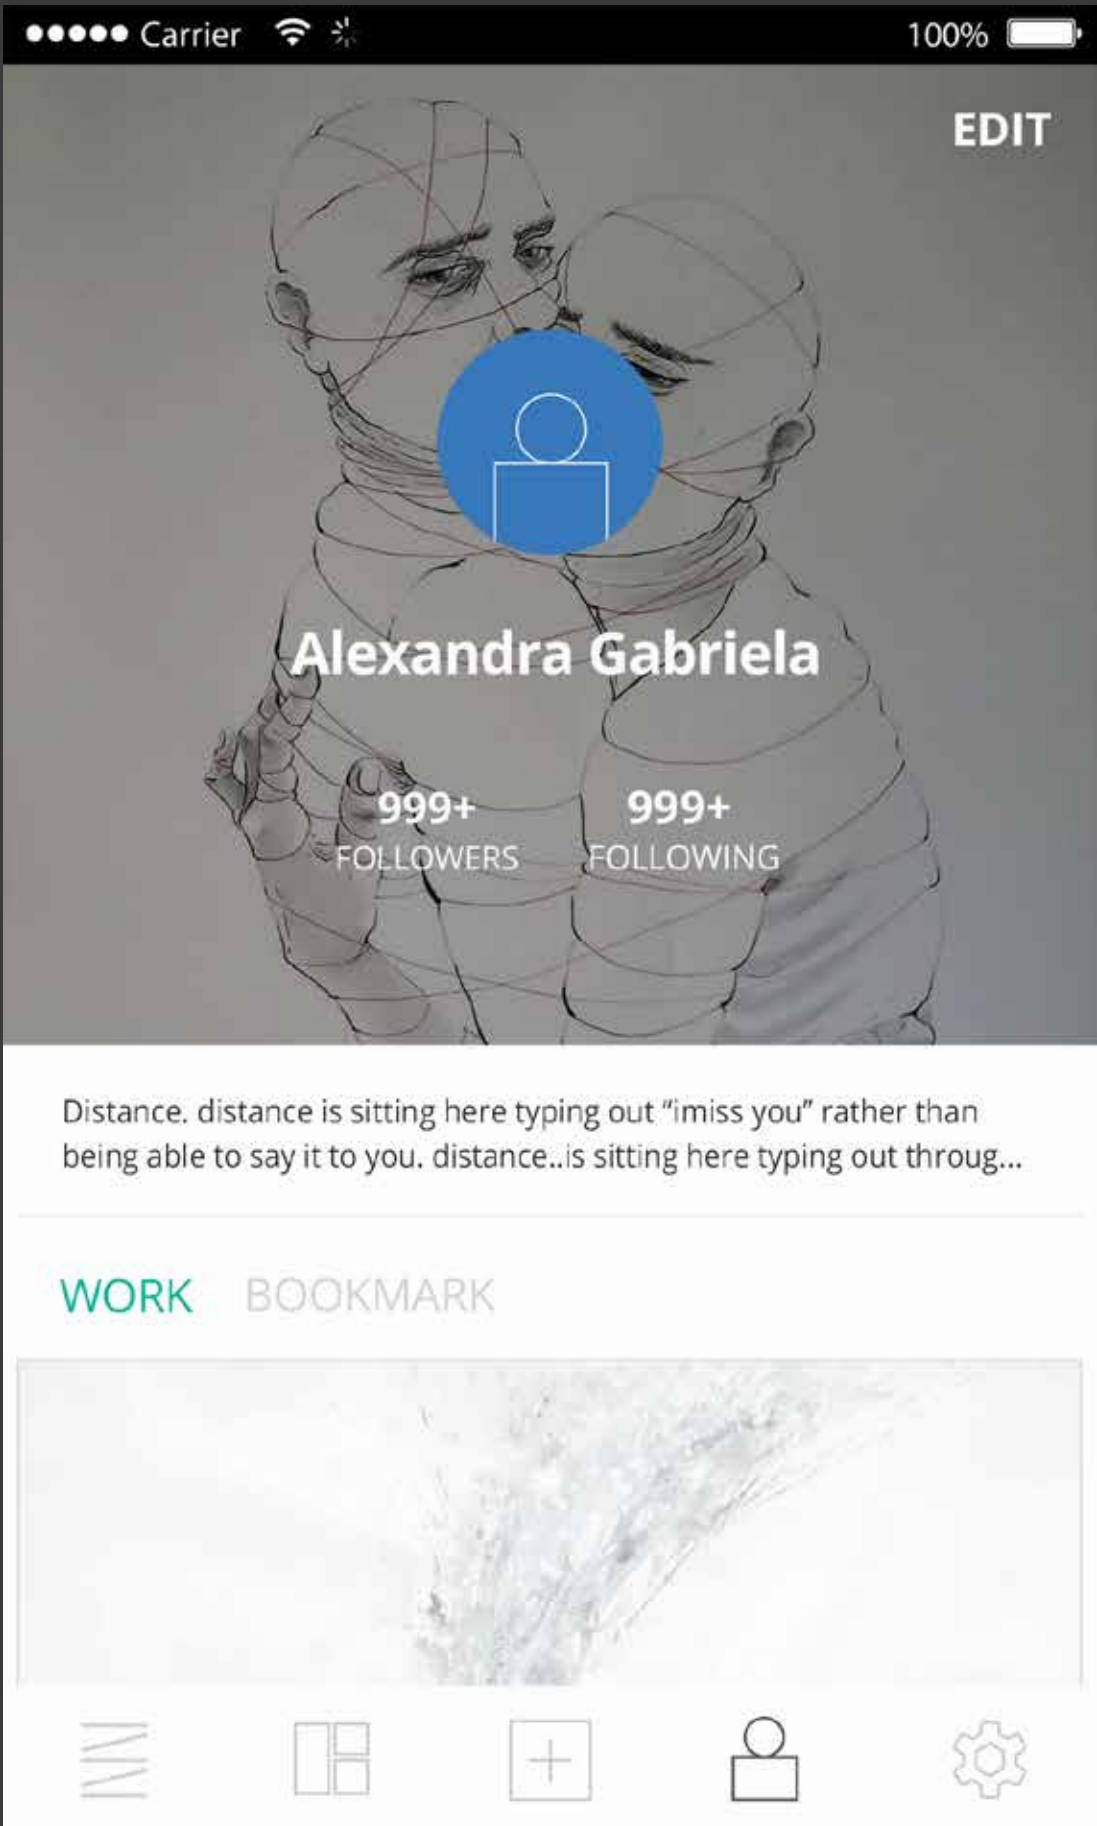 Carrier 100%
EDIT
Alexandra Gabriela
999+ 999+
FOLLOWERS FOLLOWING
Distance. distance is sitting here typing out “imiss you” rather than
being able to say it to you. distance..is sitting here typing out throug...
WORK BOOKMARK